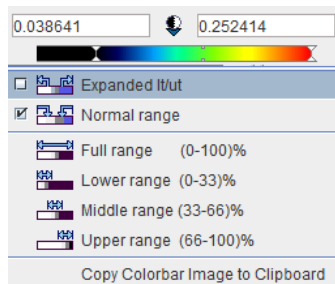 0.038641 0.252414
Expanded lt/ut
Normal range
Full range (0-100)%
Lower range (0-33)%
Middle range (33-66)%
Upper range (66-100)%
Copy Colorbar Image to Clipboard